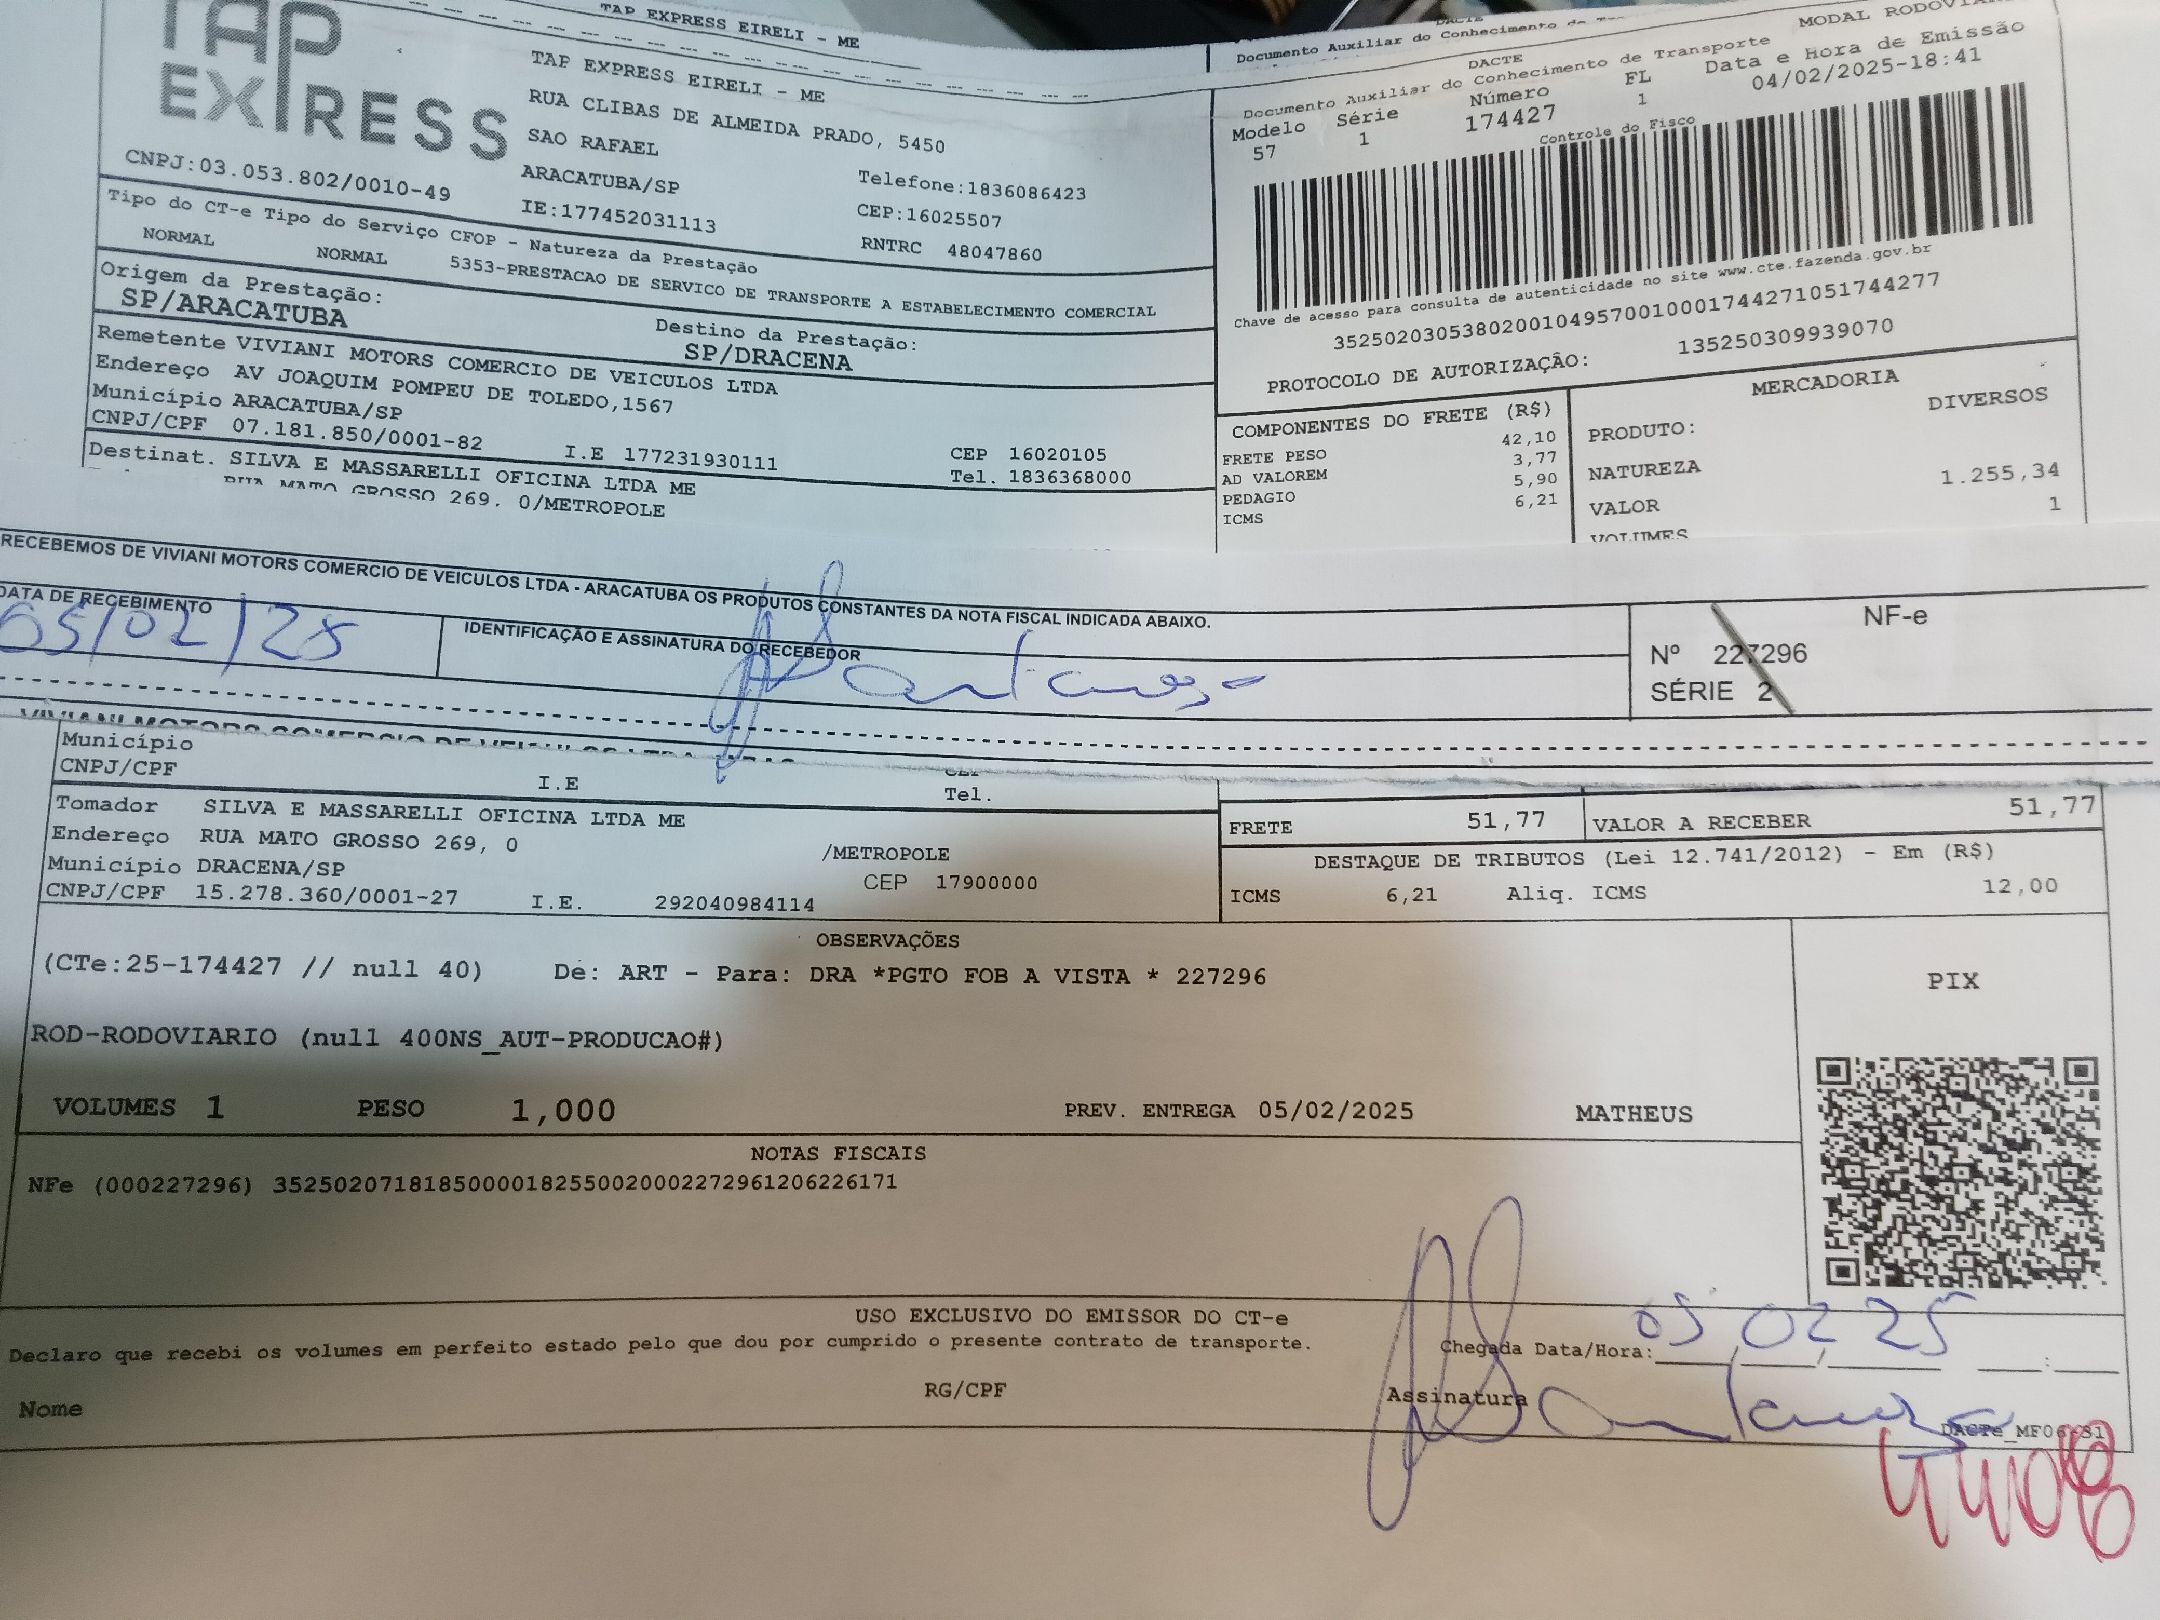 TAP EXPRESS EIRELI - ME
Documento Auxiliar do Conhecimento de
TAP
EXPRESS
CNPJ:03.053.802/0010-49
TAP EXPRESS EIRELI - ME
RUA CLIBAS DE ALMEIDA PRADO, 5450
SAO RAFAEL
ARACATUBA/SP
IE:177452031113
Telefone:1836086423
CEP:16025507
RNTRC 48047860
DACTE
MODAL
Documento Auxiliar do Conhecimento de Transporte
Modelo Série Número FL Data e Hora de Emissão
57 1 174427 1 04/02/2025-18:41
Controle do Fisco
Chave de acesso para consulta de autenticidade no site www.cte.fazenda.gov.br
35250203053802001049570010001744271051744277
PROTOCOLO DE AUTORIZAÇÃO: 135250309939070
Tipo do CT-e Tipo do Serviço CFOP - Natureza da Prestação
NORMAL NORMAL 5353-PRESTACAO DE SERVICO DE TRANSPORTE A ESTABELECIMENTO COMERCIAL
Origem da Prestação: Destino da Prestação:
SP/ARACATUBA SP/DRACENA
Remetente VIVIANI MOTORS COMERCIO DE VEICULOS LTDA
Endereço AV JOAQUIM POMPEU DE TOLEDO,1567
Município ARACATUBA/SP CEP 16020105
CNPJ/CPF 07.181.850/0001-82 I.E 177231930111 Tel. 1836368000
Destinat. SILVA E MASSARELLI OFICINA LTDA ME
RUA MATO GROSSO 269, 0/METROPOLE
COMPONENTES DO FRETE (R$)
FRETE PESO 42,10
AD VALOREM 3,77
PEDAGIO 5,90
ICMS 6,21
MERCADORIA
PRODUTO: DIVERSOS
NATUREZA
VALOR 1.255,34
VOLUMES 1
RECEBEMOS DE VIVIANI MOTORS COMERCIO DE VEICULOS LTDA - ARACATUBA OS PRODUTOS CONSTANTES DA NOTA FISCAL INDICADA ABAIXO.
DATA DE RECEBIMENTO
05/02/25
IDENTIFICAÇÃO E ASSINATURA DO RECEBEDOR
NF-e
Nº 227296
SÉRIE 2
VIVIANI MOTORS COMERCIO DE VEICULOS LTDA
Município
CNPJ/CPF I.E Tel.
Tomador SILVA E MASSARELLI OFICINA LTDA ME
Endereço RUA MATO GROSSO 269, 0 /METROPOLE
Município DRACENA/SP CEP 17900000
CNPJ/CPF 15.278.360/0001-27 I.E. 292040984114
FRETE 51,77 VALOR A RECEBER 51,77
DESTAQUE DE TRIBUTOS (Lei 12.741/2012) - Em (R$)
ICMS 6,21 Aliq. ICMS 12,00
OBSERVAÇÕES
(CTe:25-174427 // null 40) De: ART - Para: DRA *PGTO FOB A VISTA * 227296
ROD-RODOVIARIO (null 400NS_AUT-PRODUCAO#)
VOLUMES 1 PESO 1,000 PREV. ENTREGA 05/02/2025 MATHEUS
PIX
NOTAS FISCAIS
NFe (000227296) 35250207181850000182550020002272961206226171
USO EXCLUSIVO DO EMISSOR DO CT-e
Declaro que recebi os volumes em perfeito estado pelo que dou por cumprido o presente contrato de transporte.
Chegada Data/Hora: 05/02/25 :
Nome RG/CPF Assinatura